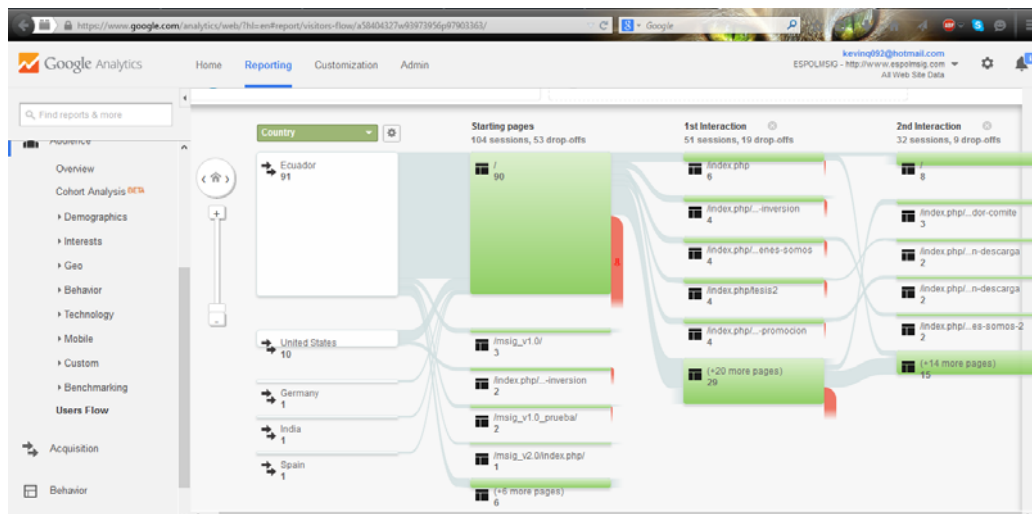 https://www.google.com/analytics/web/?hl=en#report/visitors-flow/a58404327w93973956p97903363/
Google
Google Analytics
Home Reporting Customization Admin
kevinq092@hotmail.com
ESPOLMSIG - http://www.espolmsig.com
All Web Site Data
Find reports & more
Audience
Overview
Cohort Analysis BETA
Demographics
Interests
Geo
Behavior
Technology
Mobile
Custom
Benchmarking
Users Flow
Acquisition
Behavior
Country
Ecuador
91
United States
10
Germany
1
India
1
Spain
1
Starting pages
104 sessions, 53 drop-offs
/
90
/msig_v1.0/
3
/index.php/...-inversion
2
/msig_v1.0_prueba/
2
/msig_v2.0/index.php/
1
(+6 more pages)
6
1st Interaction
51 sessions, 19 drop-offs
/index.php
6
/index.php/...-inversion
4
/index.php/...enes-somos
4
/index.php/tesis2
4
/index.php/...-promocion
4
(+20 more pages)
29
2nd Interaction
32 sessions, 9 drop-offs
/
8
/index.php/...dor-comite
3
/index.php/...n-descarga
2
/index.php/...n-descarga
2
/index.php/...es-somos-2
2
(+14 more pages)
15